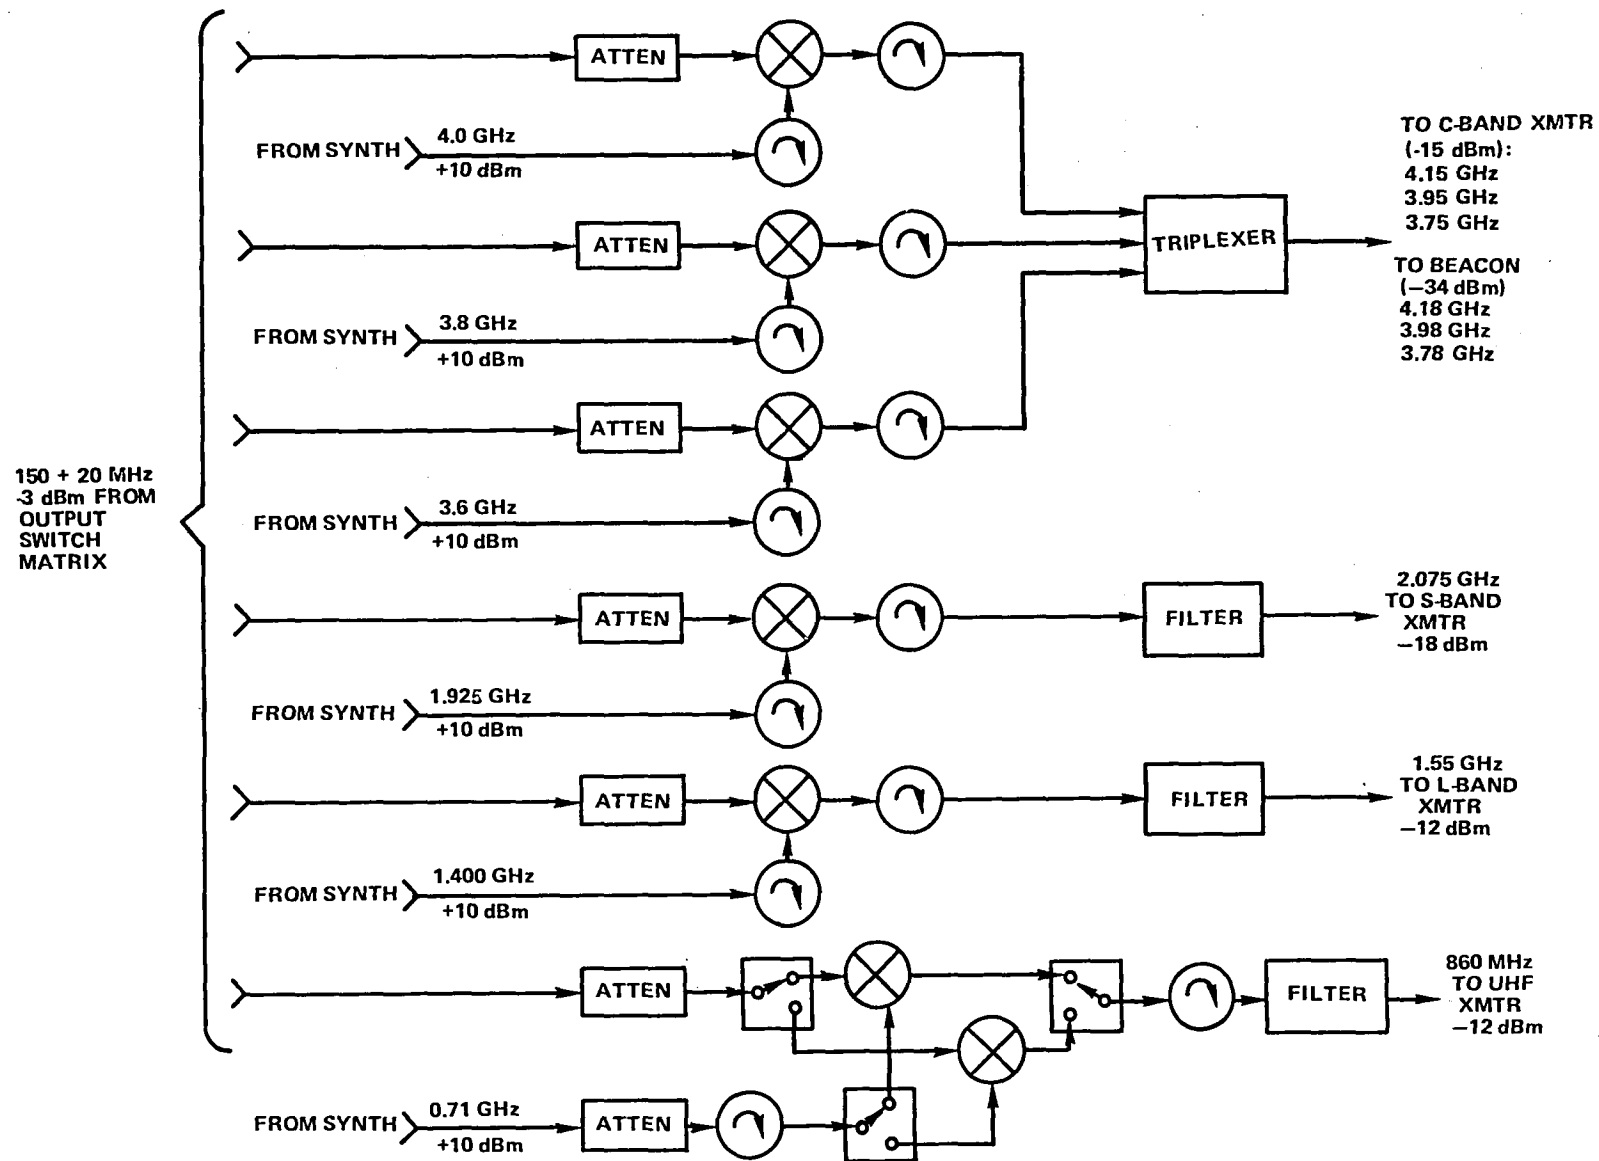 150 + 20 MHz
-3 dBm FROM
OUTPUT
SWITCH
MATRIX
ATTEN
FROM SYNTH
4.0 GHz
+10 dBm
ATTEN
FROM SYNTH
3.8 GHz
+10 dBm
ATTEN
FROM SYNTH
3.6 GHz
+10 dBm
TRIPLEXER
TO C-BAND XMTR
(-15 dBm):
4.15 GHz
3.95 GHz
3.75 GHz
TO BEACON
(—34 dBm)
4.18 GHz
3.98 GHz
3.78 GHz
ATTEN
FROM SYNTH
1.925 GHz
+10 dBm
FILTER
2.075 GHz
TO S-BAND
XMTR
—18 dBm
ATTEN
FROM SYNTH
1.400 GHz
+10 dBm
FILTER
1.55 GHz
TO L-BAND
XMTR
—12 dBm
ATTEN
FROM SYNTH
0.71 GHz
+10 dBm
ATTEN
FILTER
860 MHz
TO UHF
XMTR
—12 dBm